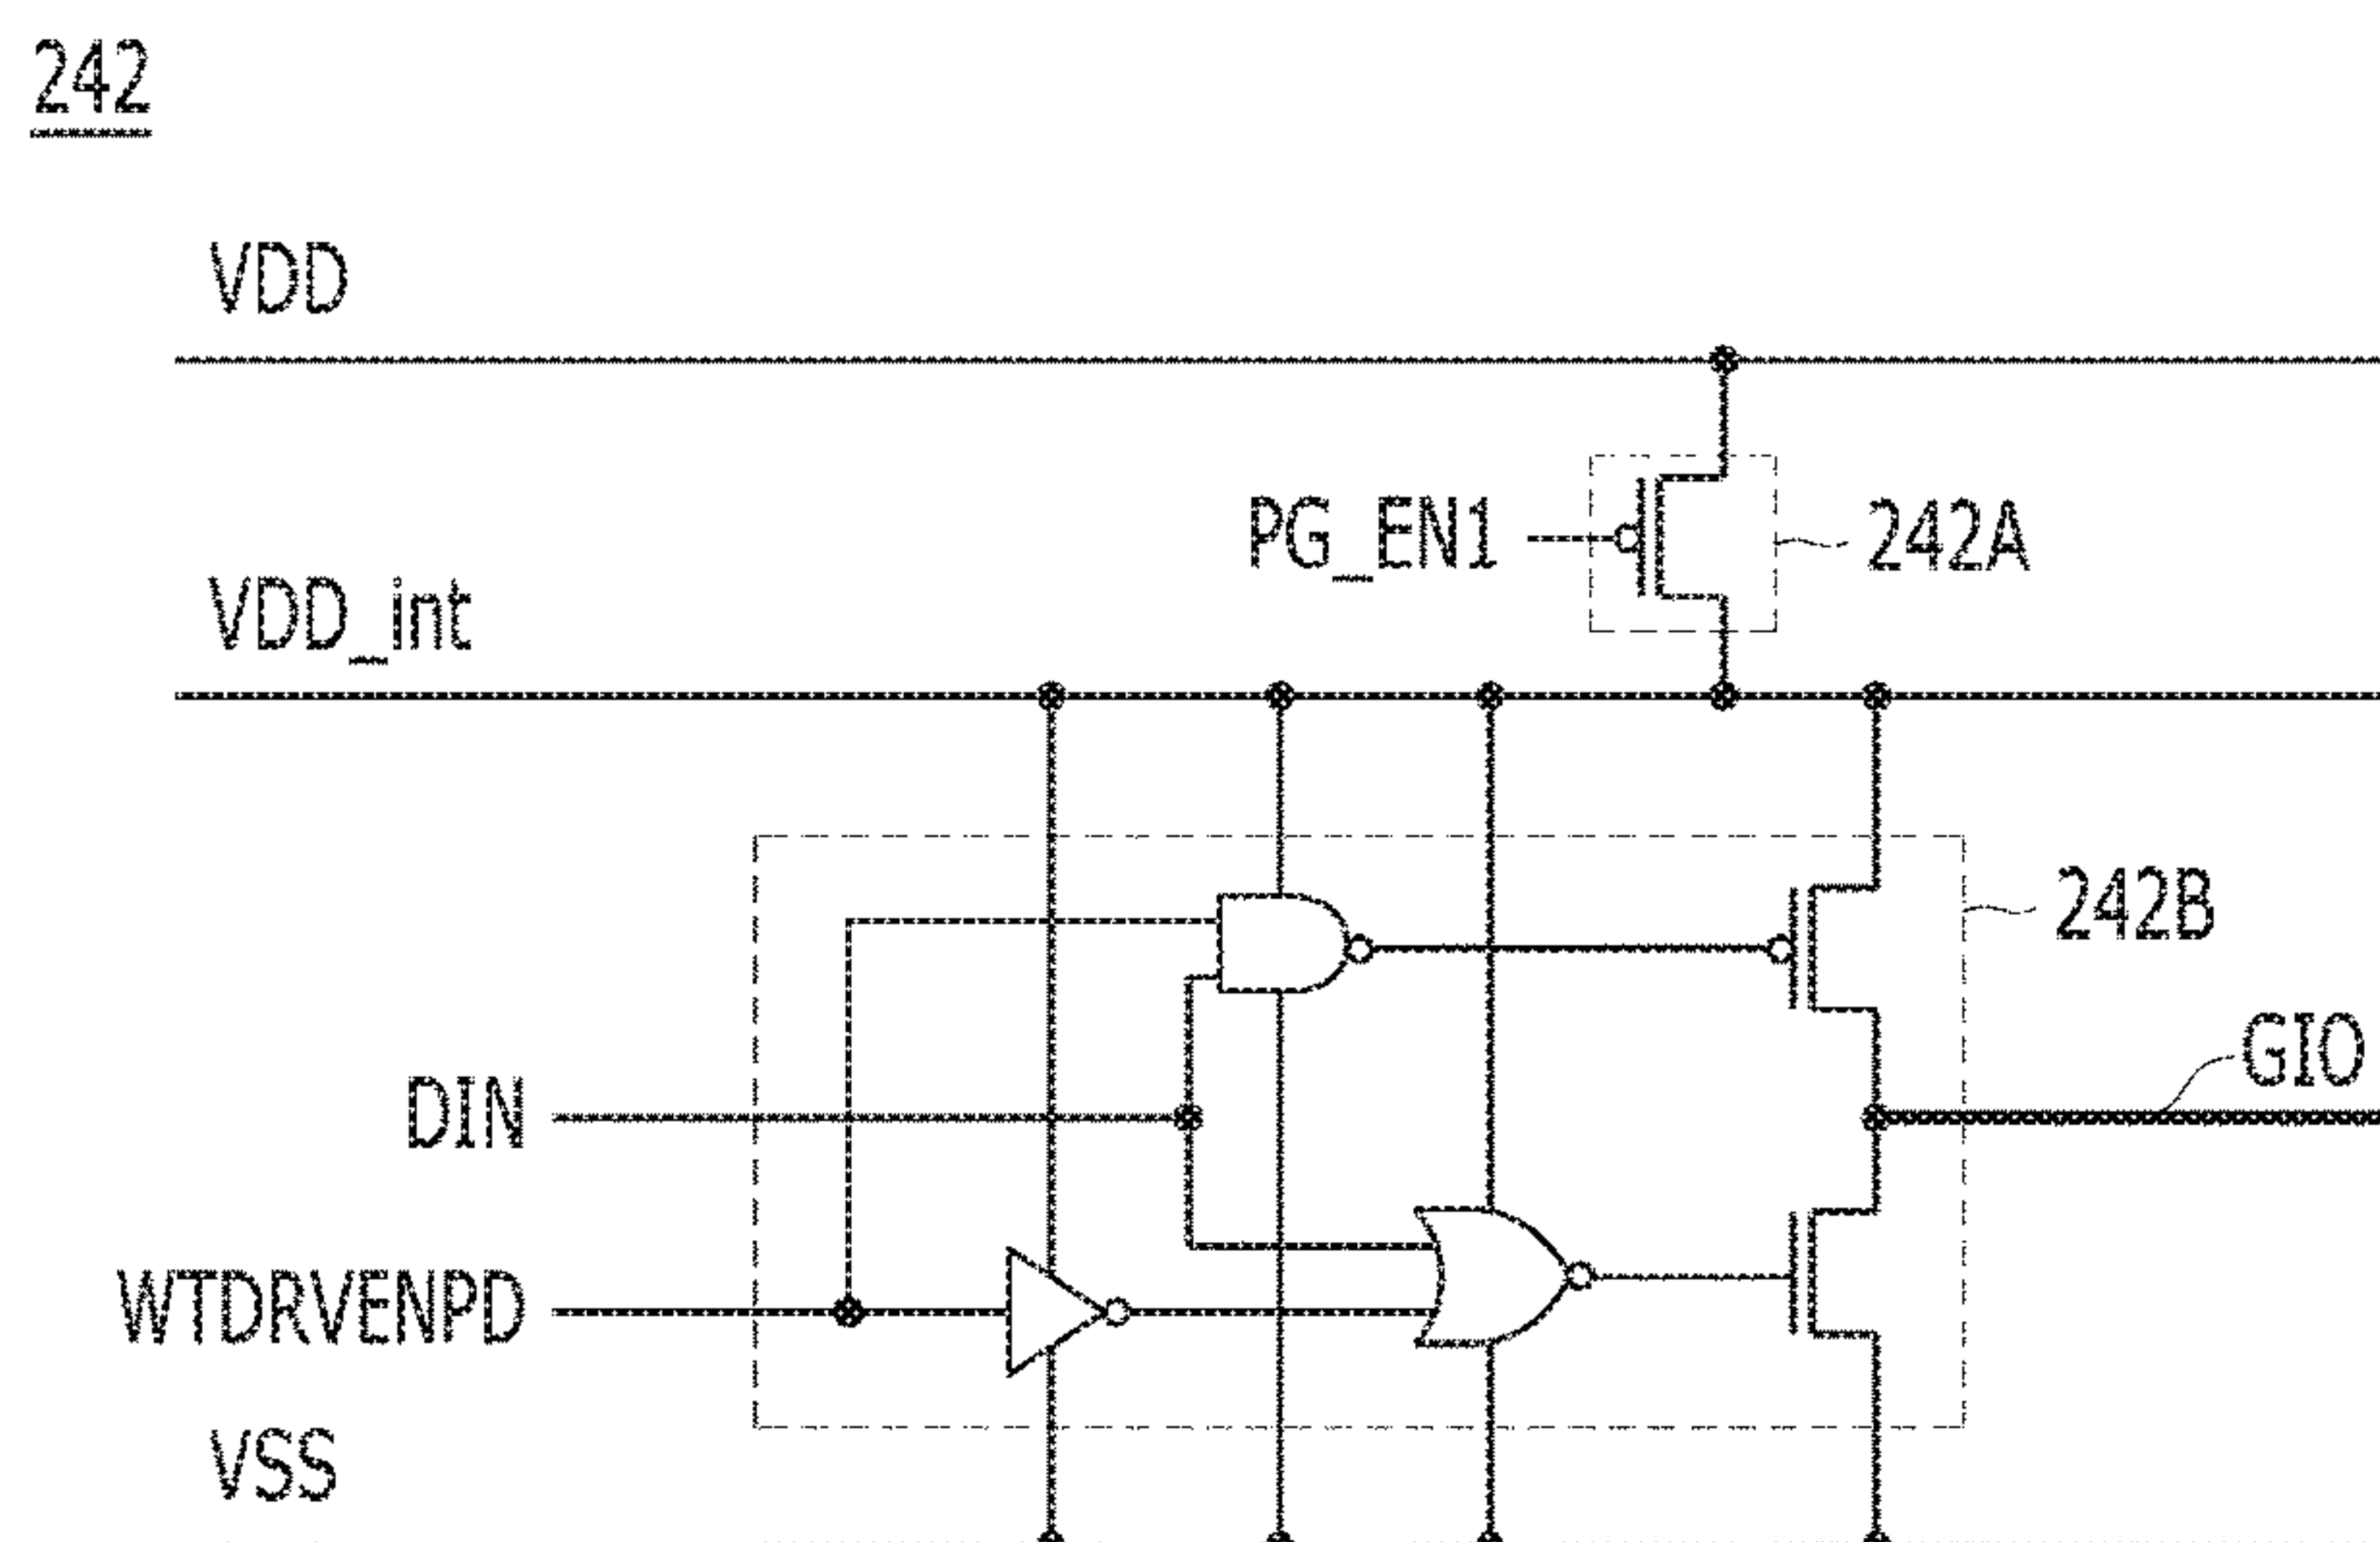 242
VDD
PG_EN1
242A
VDD_int
242B
GIO
DIN
WTDRVENPD
VSS